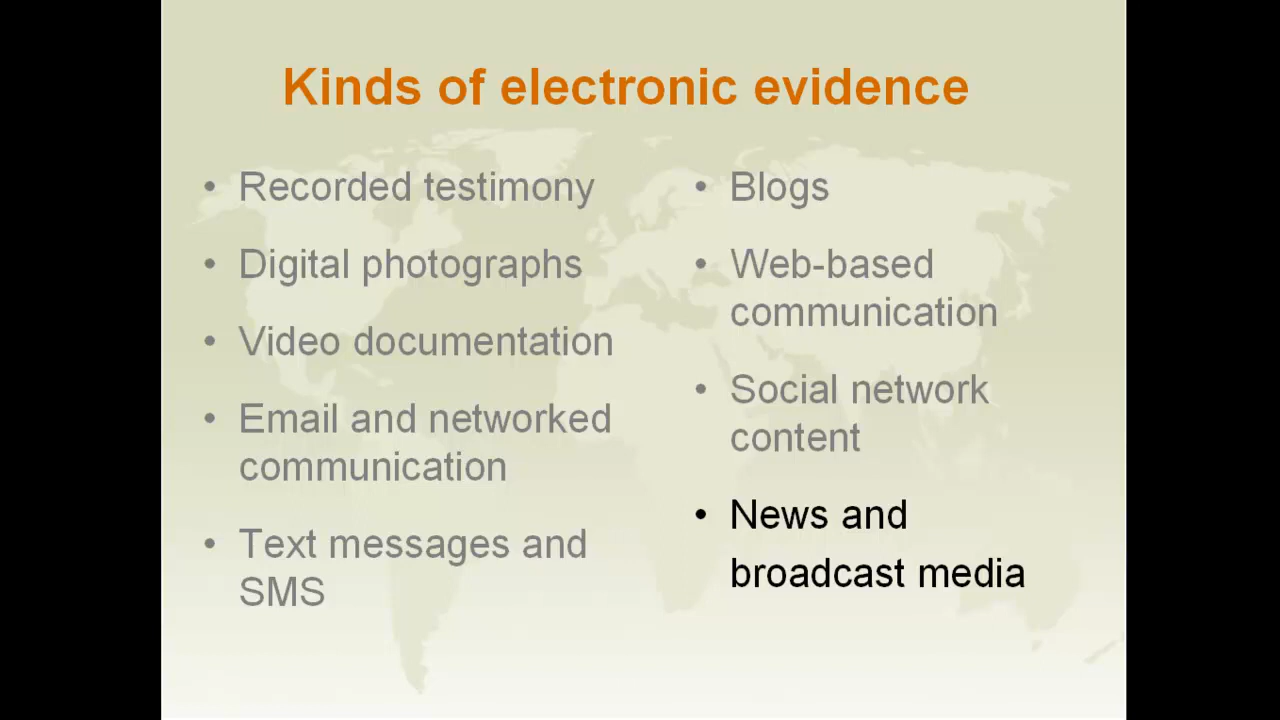 Kinds of electronic evidence
• Recorded testimony
• Digital photographs
• Video documentation
• Email and networked
communication
• Text messages and
SMS
• Blogs
• Web-based
communication
• Social network
content
• News and
broadcast media